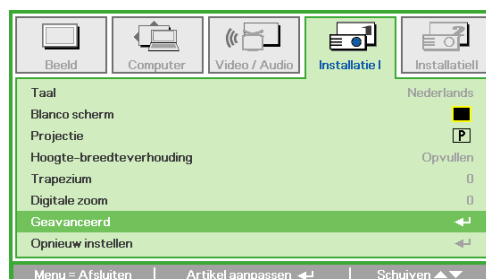 Beeld Computer Video / Audio Installatie I InstallatieII
Taal Nederlands
Blanco scherm
Projectie P
Hoogte-breedteverhouding Opvullen
Trapezium 0
Digitale zoom 0
Geavanceerd
Opnieuw instellen
Menu = Afsluiten | Artikel aanpassen | Schuiven